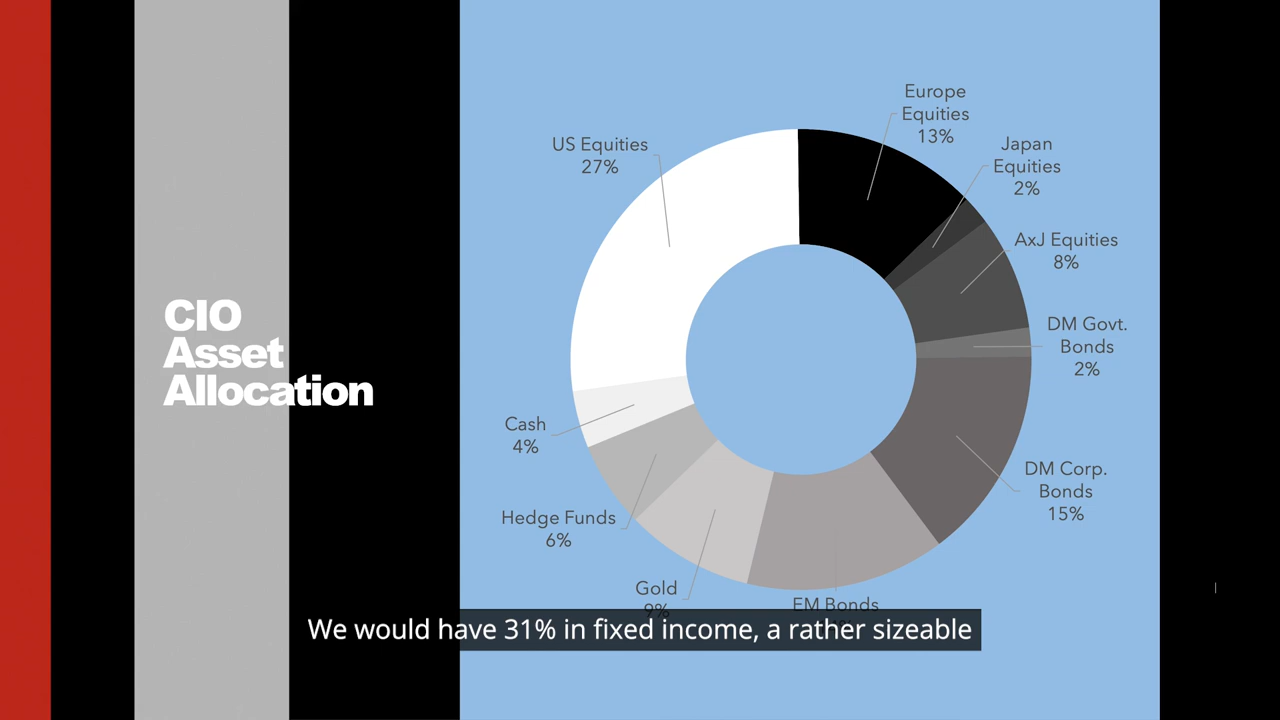 CIO
Asset
Allocation
US Equities
27%
Europe
Equities
13%
Japan
Equities
2%
AxJ Equities
8%
DM Govt.
Bonds
2%
DM Corp.
Bonds
15%
EM Bonds
Gold
9%
Hedge Funds
6%
Cash
4%
We would have 31% in fixed income, a rather sizeable